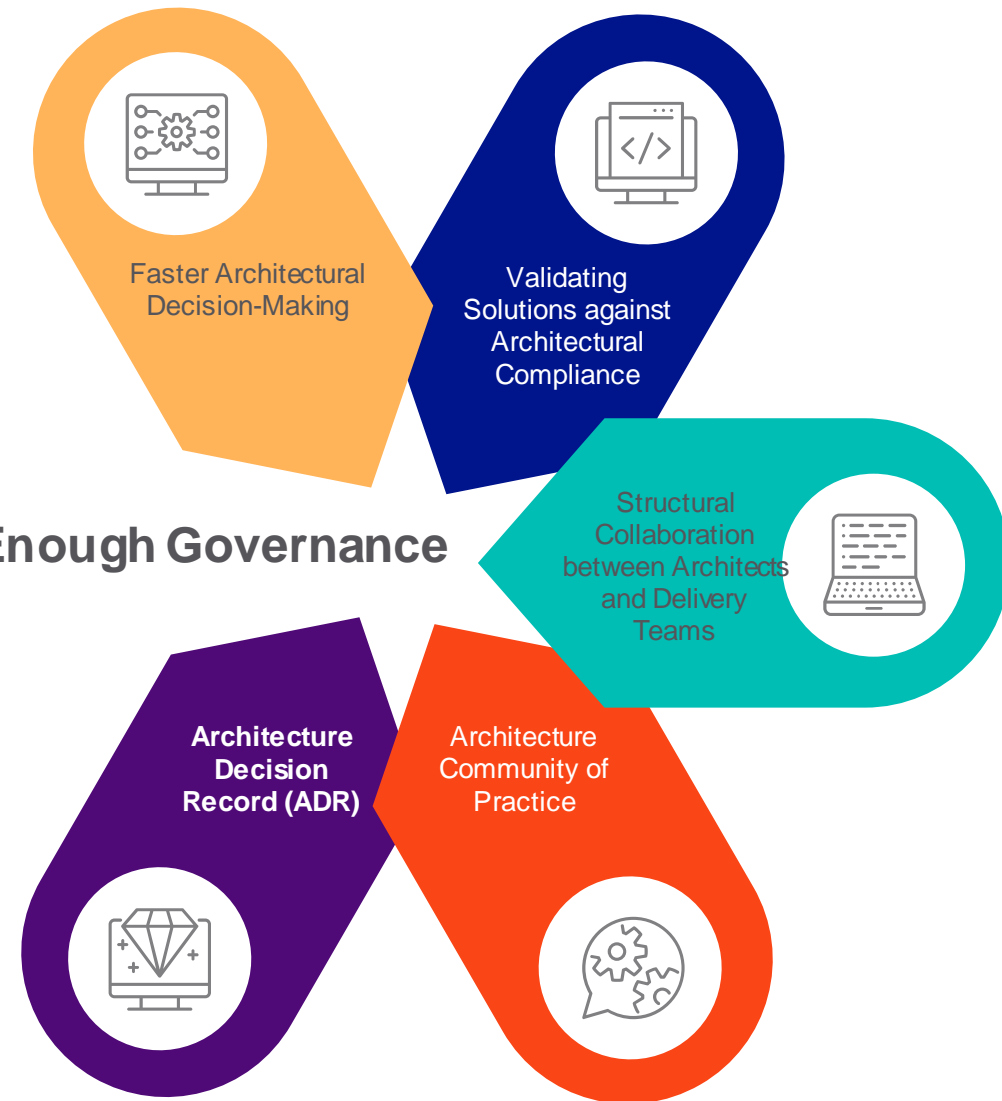 Faster Architectural
Decision-Making
Validating
Solutions against
Architectural
Compliance
Structural
Collaboration
between Architects
and Delivery
Teams
Enough Governance
Architecture
Decision
Record (ADR)
Architecture
Community of
Practice